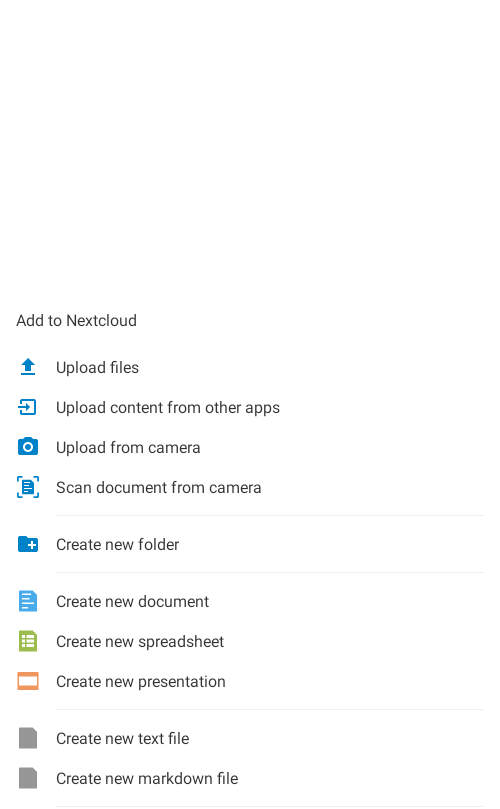 Add to Nextcloud
Upload files
Upload content from other apps
Upload from camera
Scan document from camera
Create new folder
Create new document
Create new spreadsheet
Create new presentation
Create new text file
Create new markdown file